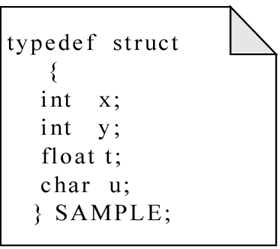 typedef struct
{
int x;
int y;
float t;
char u;
} SAMPLE;